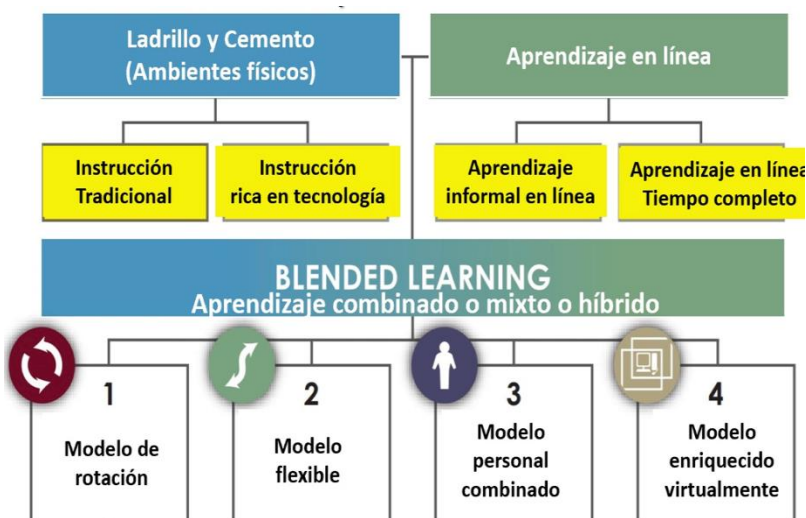 Ladrillo y Cemento
(Ambientes físicos)
Aprendizaje en línea
Instrucción
Tradicional
Instrucción
rica en tecnología
Aprendizaje
informal en línea
Aprendizaje en línea
Tiempo completo
BLENDED LEARNING
Aprendizaje combinado o mixto o híbrido
1
Modelo de
rotación
2
Modelo
flexible
3
Modelo
personal
combinado
4
Modelo
enriquecido
virtualmente